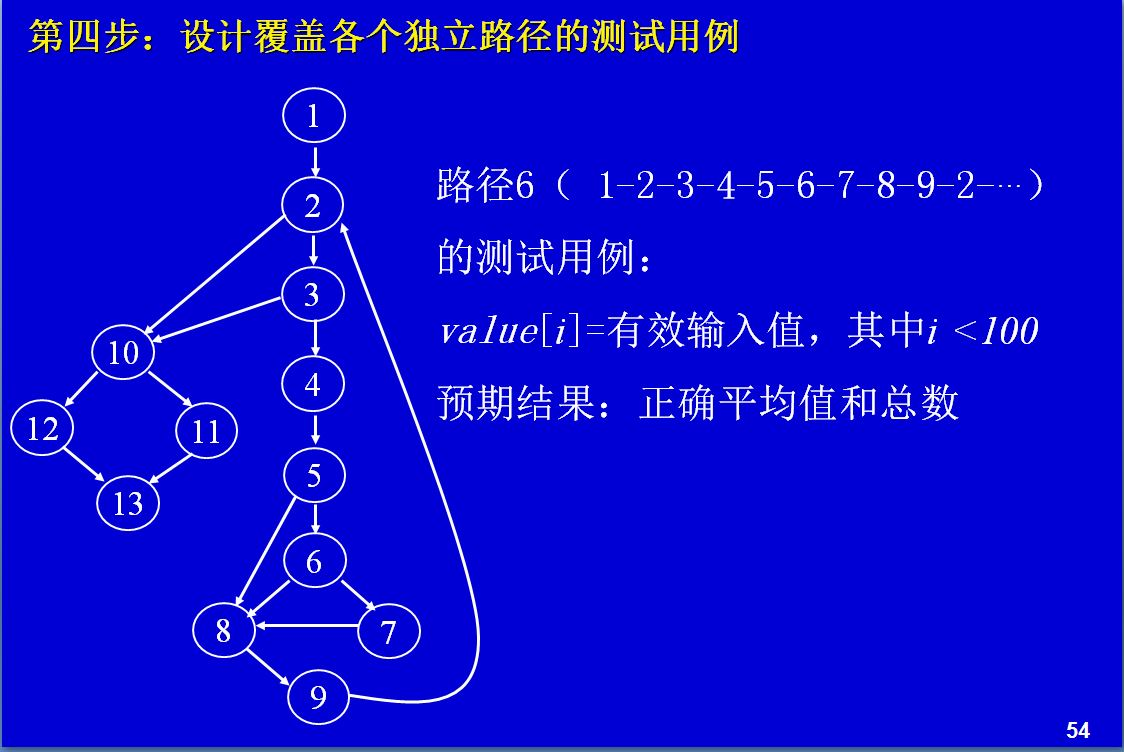 第四步：设计覆盖各个独立路径的测试用例
1
2
3
10
4
12
11
5
13
6
8
7
9
路径6（ 1-2-3-4-5-6-7-8-9-2-…）
的测试用例：
value[i]=有效输入值，其中i <100
预期结果：正确平均值和总数
54